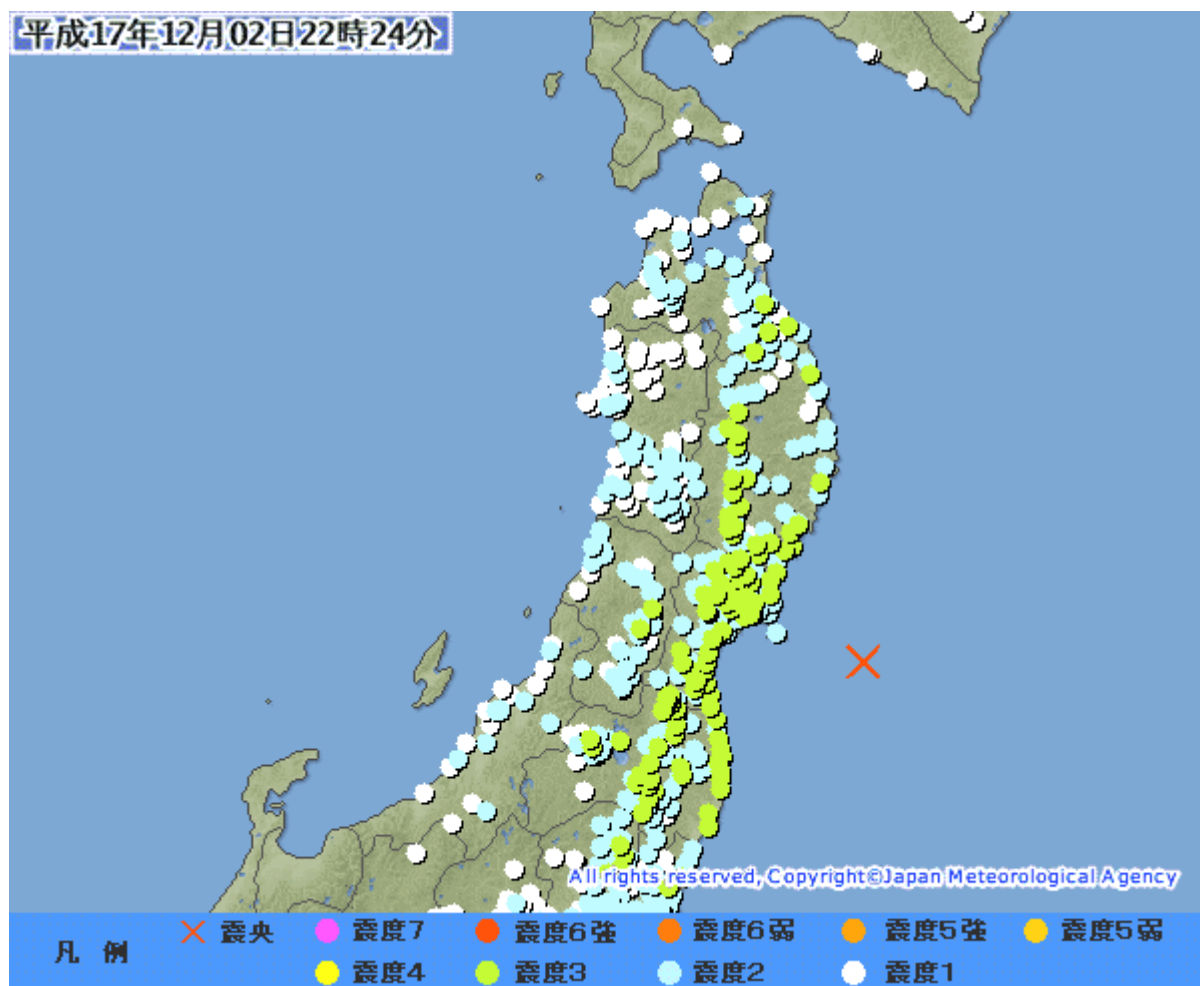 平成17年12月02日22時24分
All rights reserved, Copyright©Japan Meteorological Agency
凡 例
震央 震度7 震度6強 震度6弱 震度5強 震度5弱
震度4 震度3 震度2 震度1